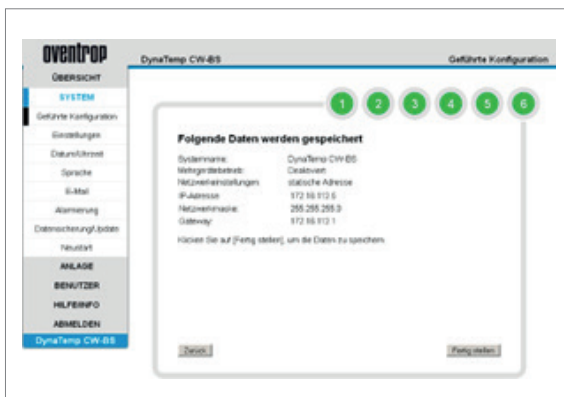 oventrop
DynaTemp CW-BS
Geführte Konfiguration
ÜBERSICHT
SYSTEM
Geführte Konfiguration
Einstellungen
Datum/Uhrzeit
Sprache
E-Mail
Alarmierung
Datensicherung/Update
Neustart
ANLAGE
BENUTZER
HILFE/INFO
ABMELDEN
DynaTemp CW-BS
1 2 3 4 5 6
Folgende Daten werden gespeichert
Systemname: DynaTemp CW-BS
Mehrgerätebetrieb: Deaktiviert
Netzwerkeinstellungen: statische Adresse
IP-Adresse: 172.16.112.6
Netzwerkmaske: 255.255.255.0
Gateway: 172.16.112.1
Klicken Sie auf [Fertig stellen], um die Daten zu speichern.
Zurück
Fertig stellen